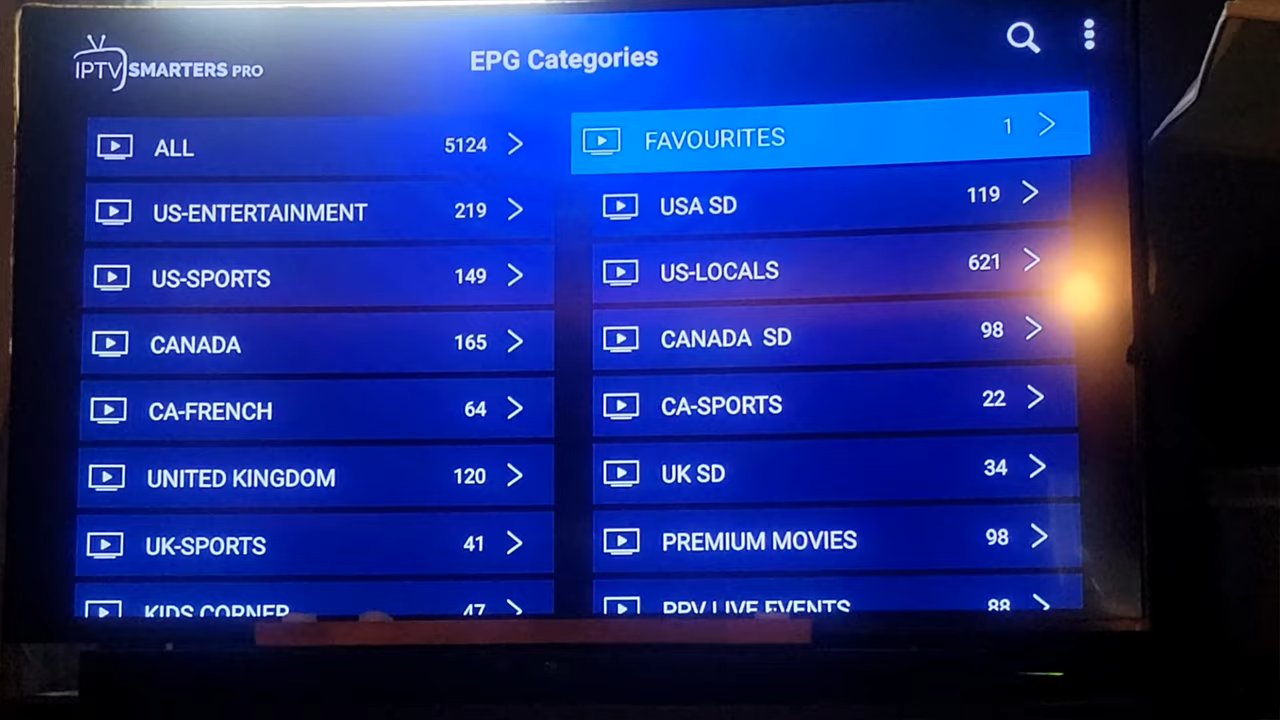 IPTV SMARTERS PRO
EPG Categories
ALL 5124
FAVOURITES 1
US-ENTERTAINMENT 219
USA SD 119
US-SPORTS 149
US-LOCALS 621
CANADA 165
CANADA SD 98
CA-FRENCH 64
CA-SPORTS 22
UNITED KINGDOM 120
UK SD 34
UK-SPORTS 41
PREMIUM MOVIES 98
KIDS CORNER 47
PPV LIVE EVENTS 88